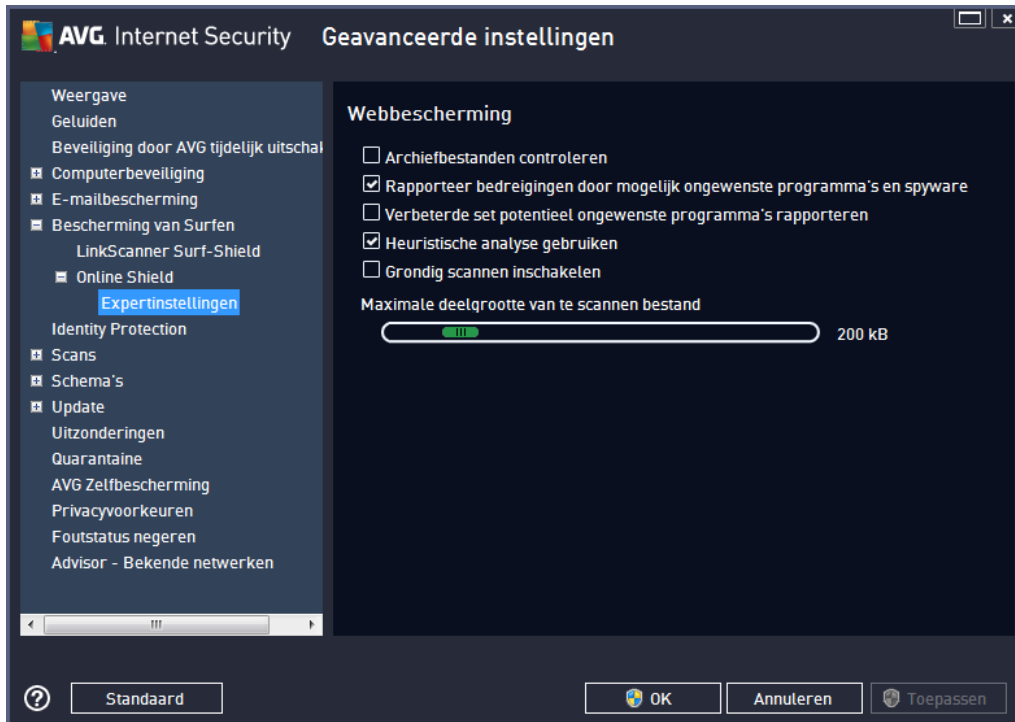 AVG. Internet Security Geavanceerde instellingen
Weergave
Geluiden
Beveiliging door AVG tijdelijk uitschak
Computerbeveiliging
E-mailbescherming
Bescherming van Surfen
LinkScanner Surf-Shield
Online Shield
Expertinstellingen
Identity Protection
Scans
Schema's
Update
Uitzonderingen
Quarantaine
AVG Zelfbescherming
Privacyvoorkeuren
Foutstatus negeren
Advisor - Bekende netwerken
Webbescherming
Archiefbestanden controleren
Rapporteer bedreigingen door mogelijk ongewenste programma's en spyware
Verbeterde set potentieel ongewenste programma's rapporteren
Heuristische analyse gebruiken
Grondig scannen inschakelen
Maximale deelgrootte van te scannen bestand
200 kB
Standaard
OK
Annuleren
Toepassen